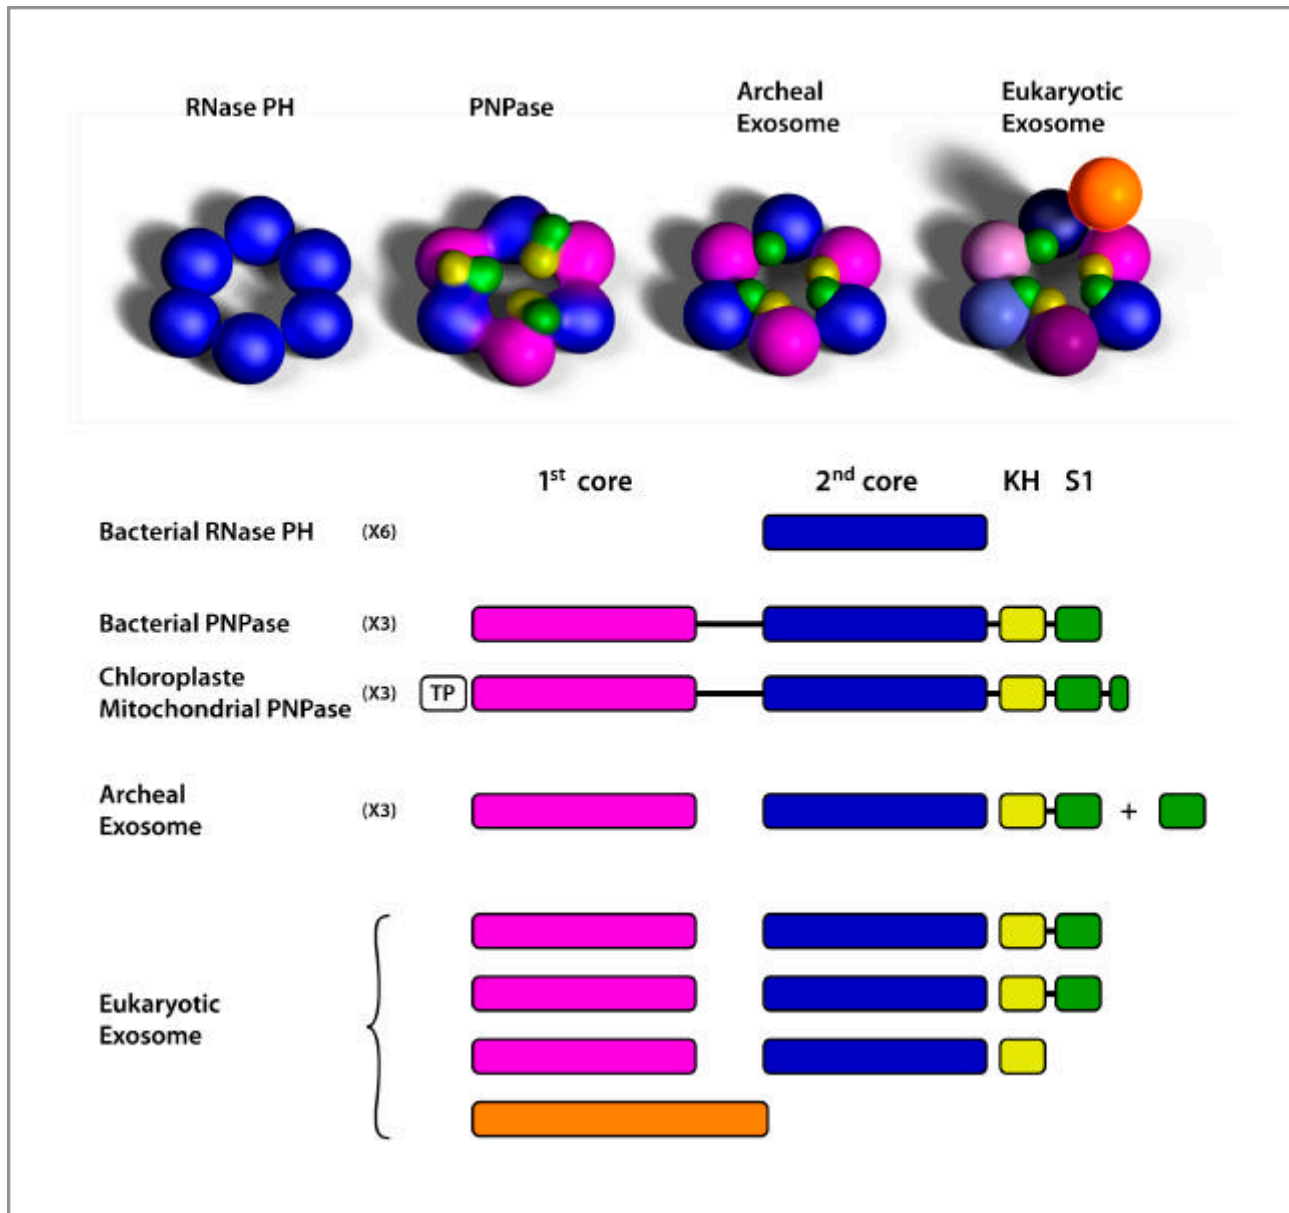 RNase PH
PNPase
Archeal
Exosome
Eukaryotic
Exosome
1st core
2nd core
KH
S1
Bacterial RNase PH
(X6)
Bacterial PNPase
(X3)
Chloroplaste
Mitochondrial PNPase
(X3)
TP
Archeal
Exosome
(X3)
+
Eukaryotic
Exosome